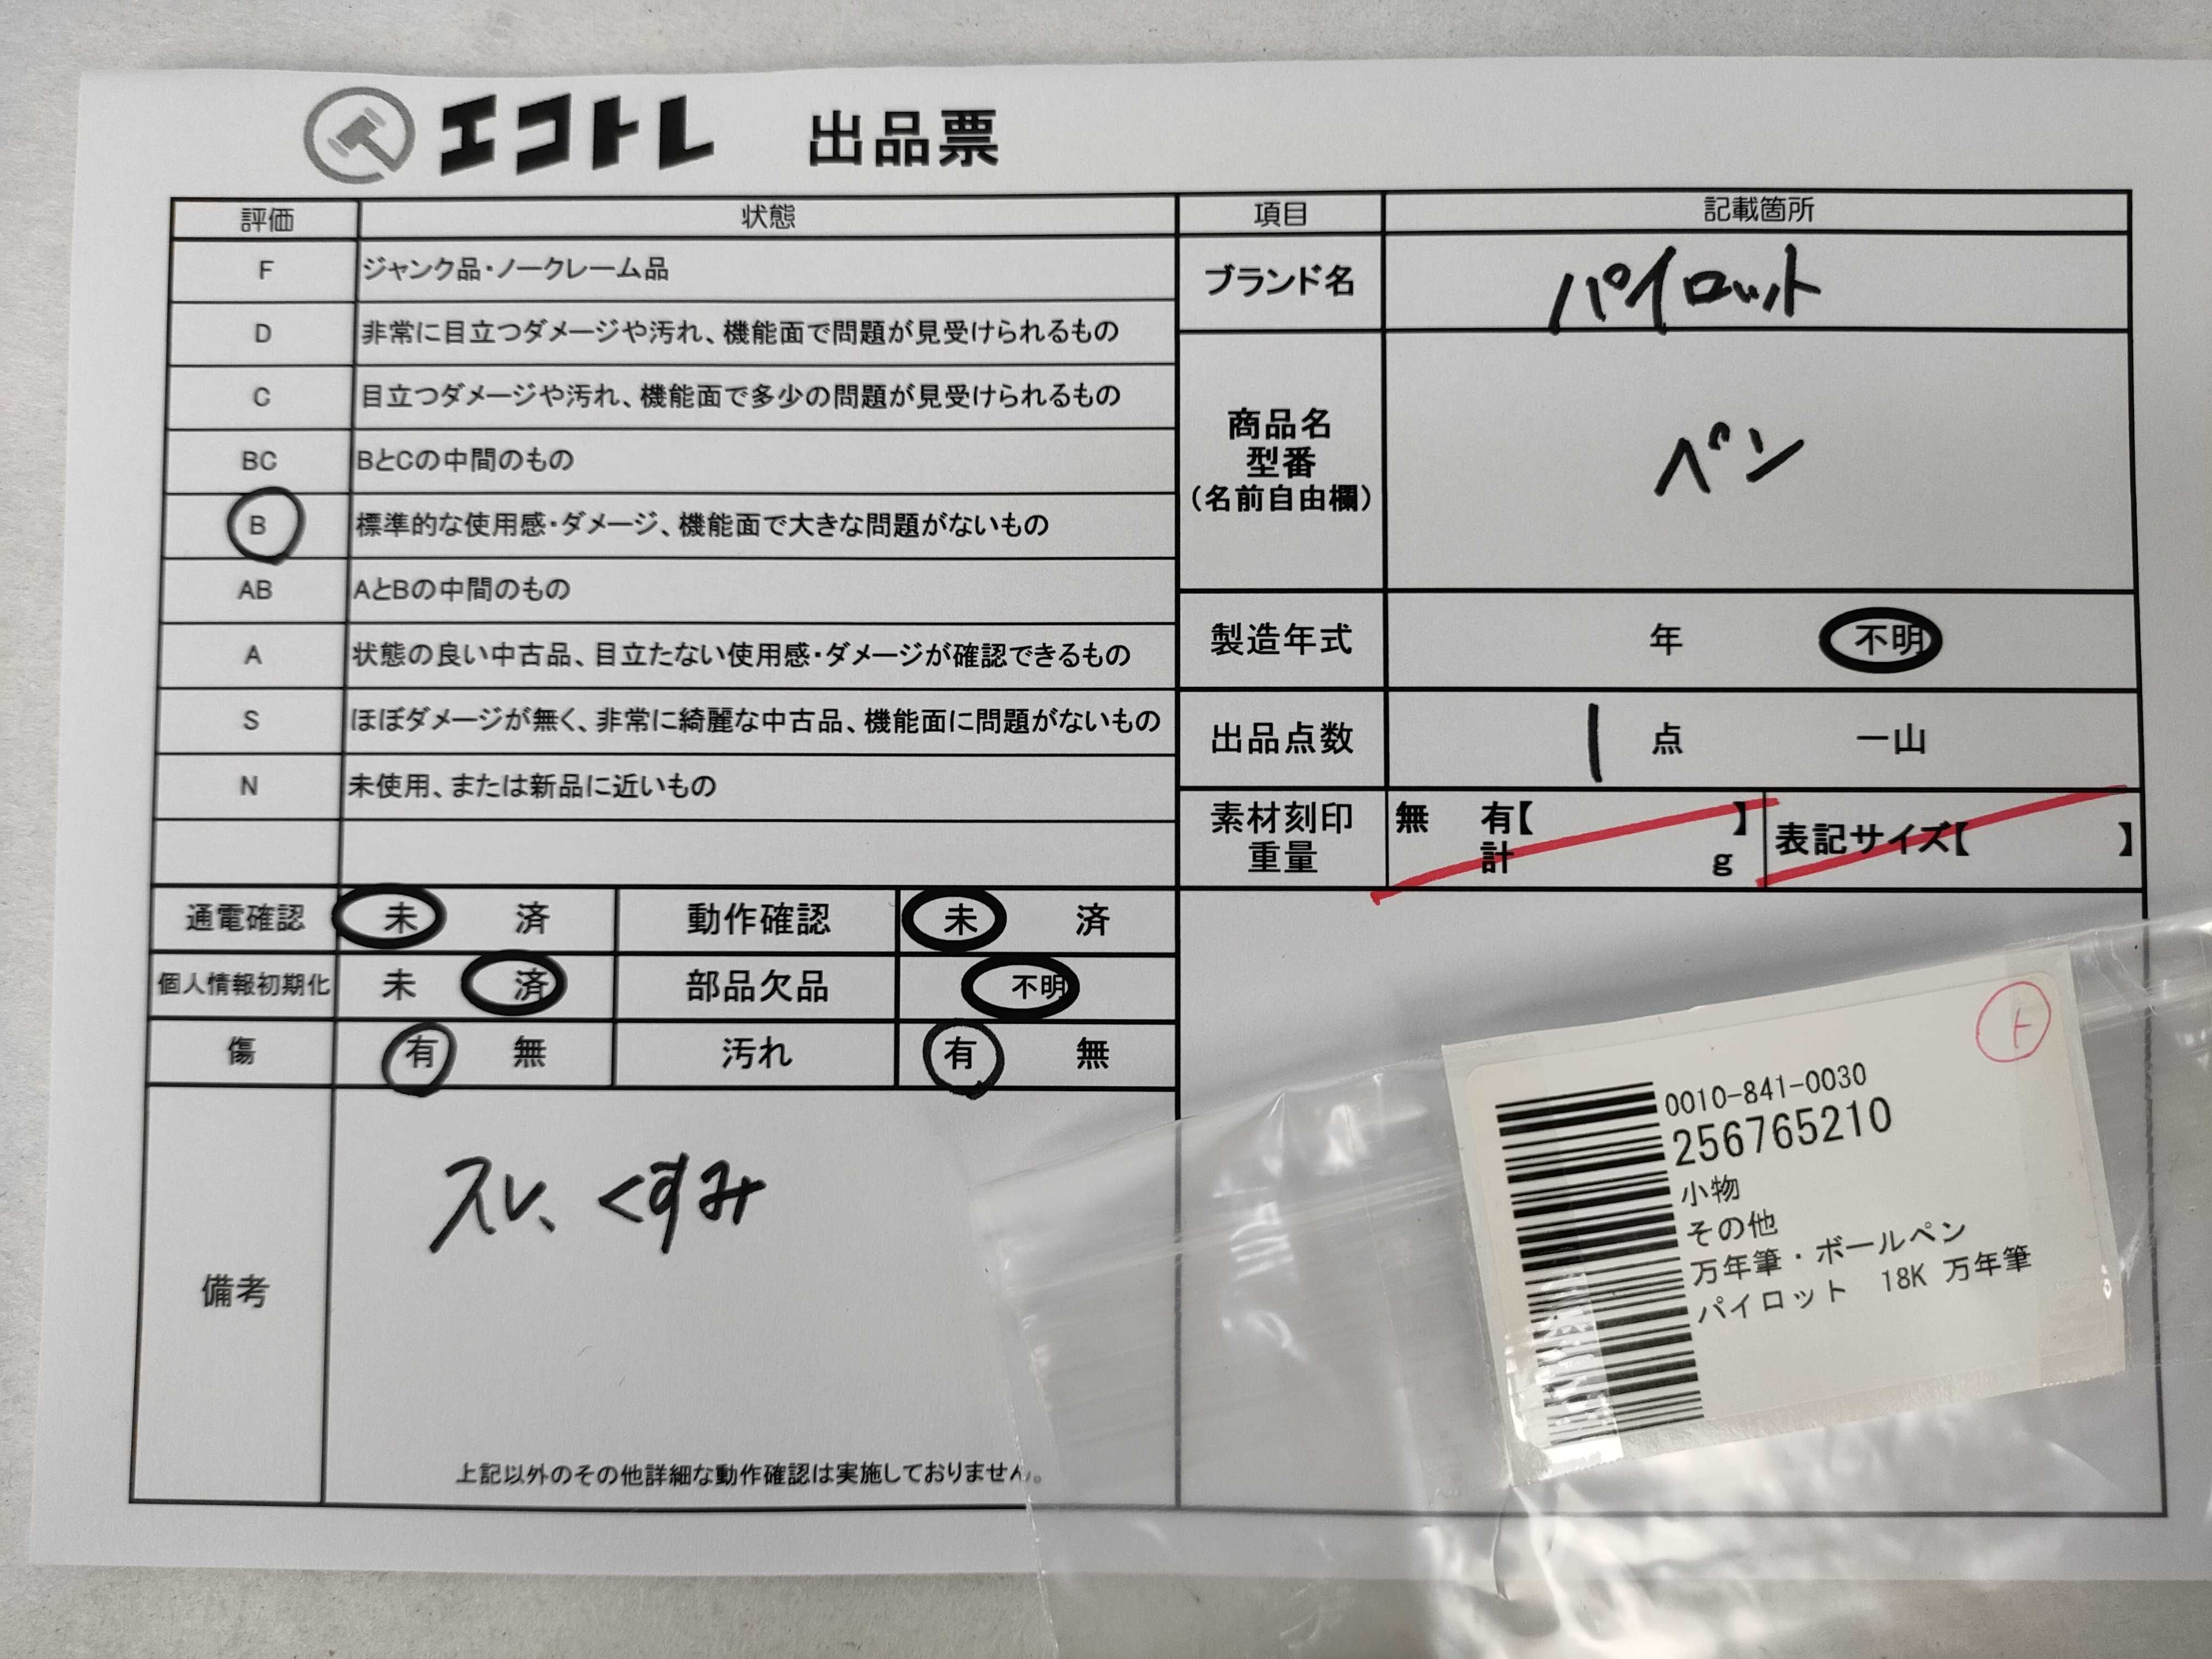 エコトレ 出品票
評価 状態
F ジャンク品・ノークレーム品
D 非常に目立つダメージや汚れ、機能面で問題が見受けられるもの
C 目立つダメージや汚れ、機能面で多少の問題が見受けられるもの
BC BとCの中間のもの
B 標準的な使用感・ダメージ、機能面で大きな問題がないもの
AB AとBの中間のもの
A 状態の良い中古品、目立たない使用感・ダメージが確認できるもの
S ほぼダメージが無く、非常に綺麗な中古品、機能面に問題がないもの
N 未使用、または新品に近いもの
通電確認 未 済 動作確認 未 済
個人情報初期化 未 済 部品欠品 不明
傷 有 無 汚れ 有 無
備考
スレ、くすみ
上記以外のその他詳細な動作確認は実施しておりません。
項目 記載箇所
ブランド名 パイロット
商品名
型番
(名前自由欄)
ペン
製造年式 年 不明
出品点数 1 点 一山
素材刻印 無 有【 】
重量 計 g
表記サイズ【 】
ト
0010-841-0030
256765210
小物
その他
万年筆・ボールペン
パイロット 18K 万年筆